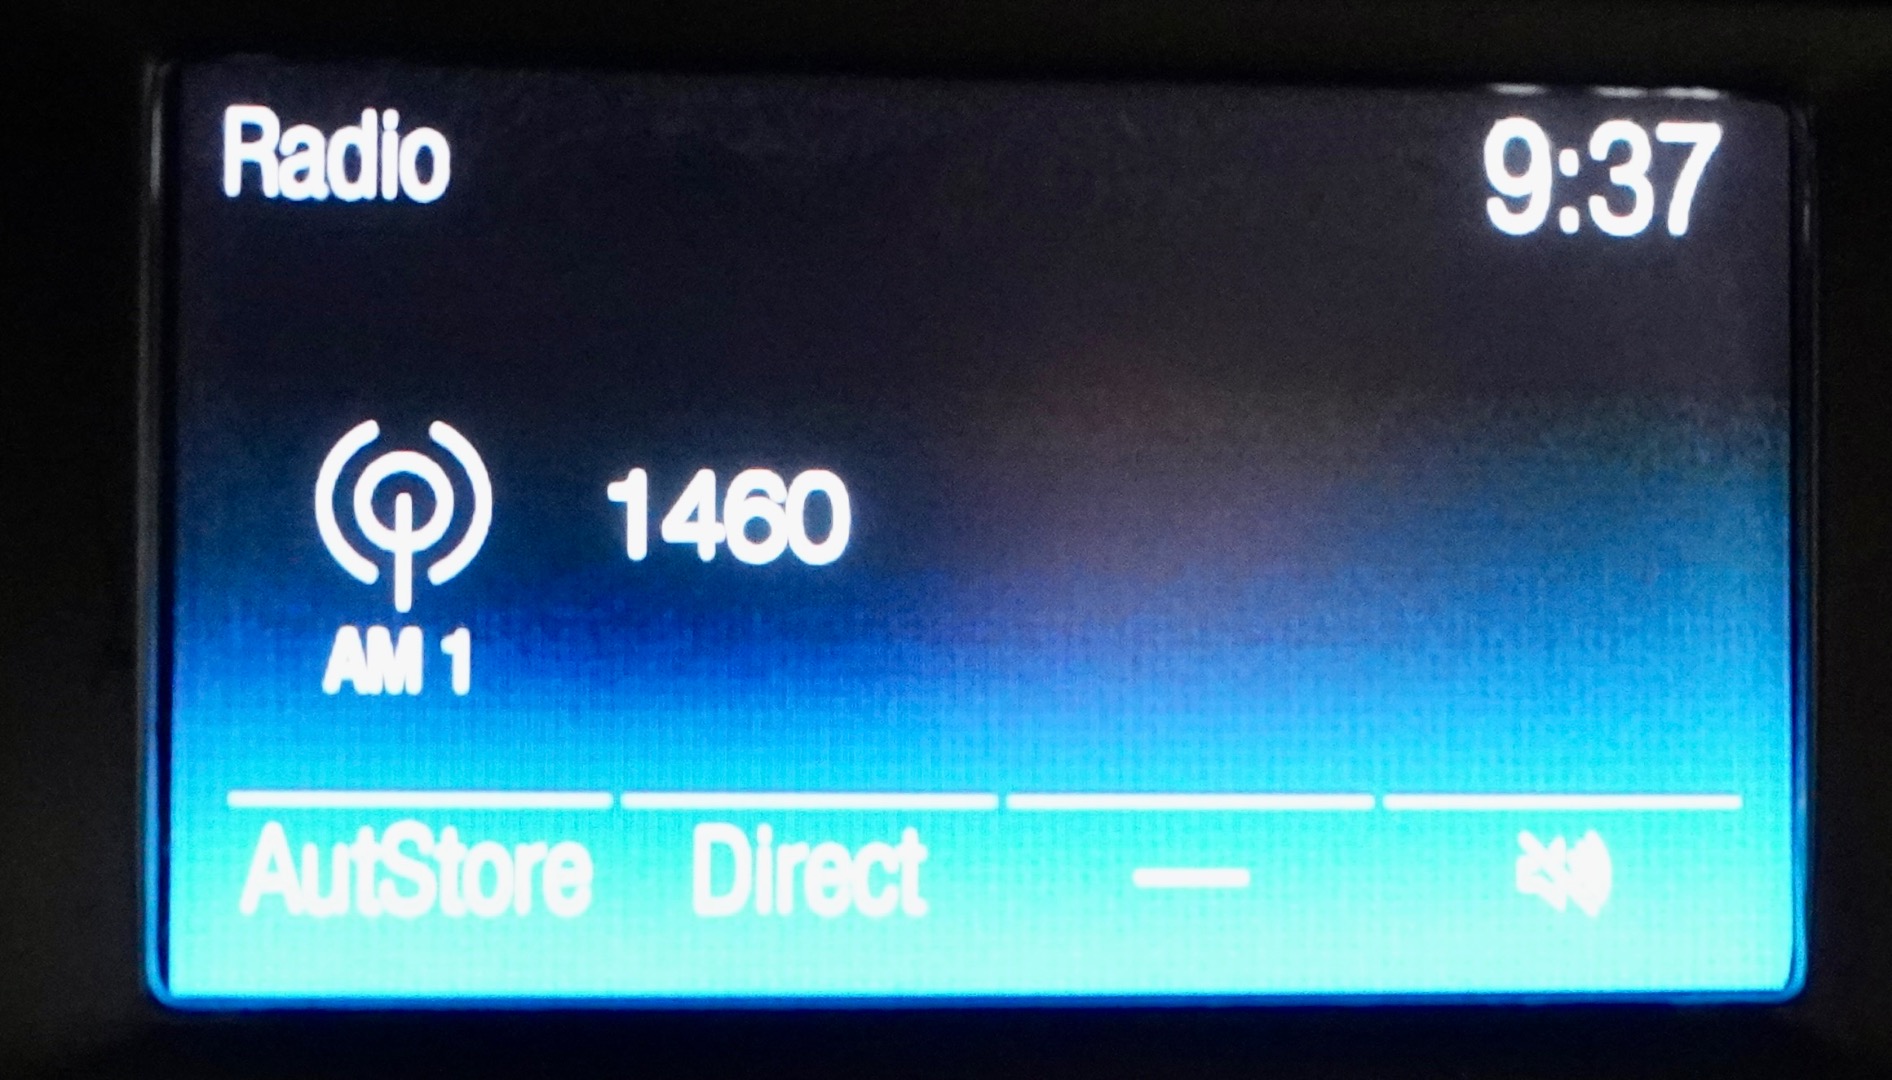 Radio 9:37
1460
AM 1
AutStore Direct —